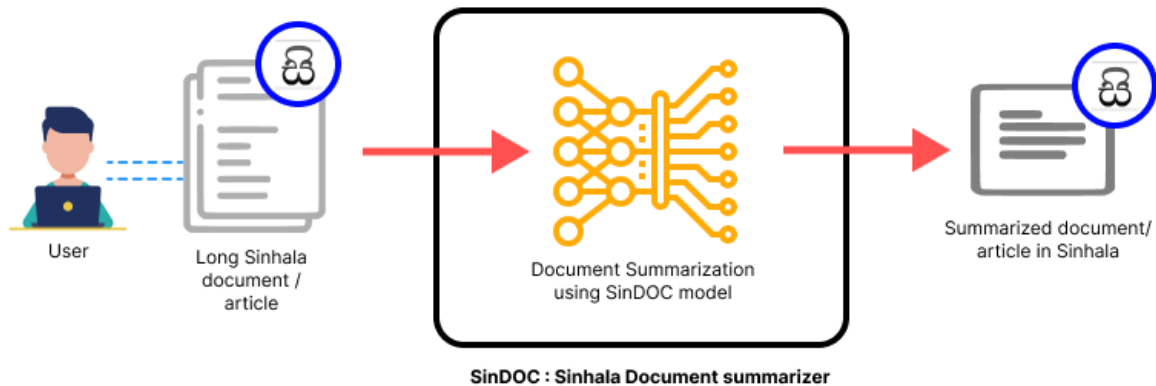 සි
සි
User
Long Sinhala
document /
article
Document Summarization
using SinDOC model
Summarized document/
article in Sinhala
SinDOC : Sinhala Document summarizer